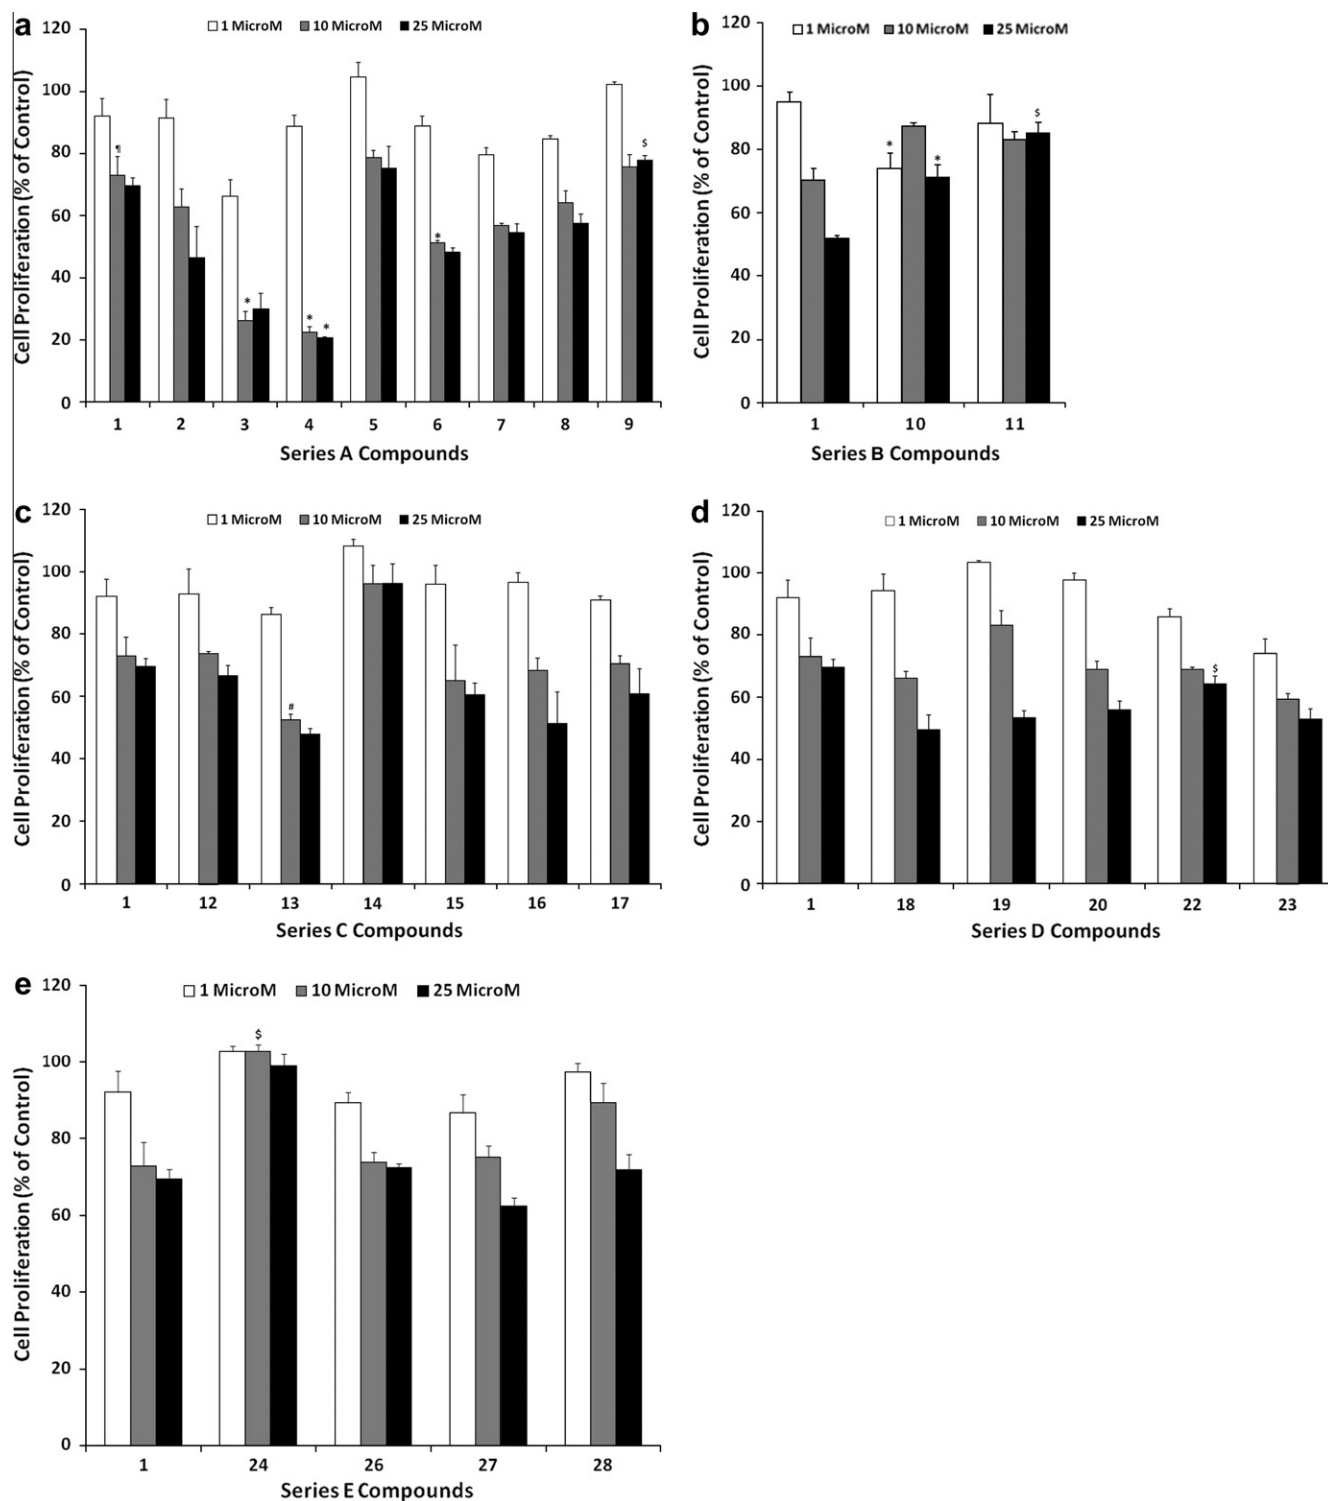 a
1 MicroM 10 MicroM 25 MicroM
Cell Proliferation (% of Control)
120
100
80
60
40
20
0
¶
*
*
*
*
$
1 2 3 4 5 6 7 8 9
Series A Compounds
b
1 MicroM 10 MicroM 25 MicroM
Cell Proliferation (% of Control)
120
100
80
60
40
20
0
*
*
$
1 10 11
Series B Compounds
c
1 MicroM 10 MicroM 25 MicroM
Cell Proliferation (% of Control)
120
100
80
60
40
20
0
#
1 12 13 14 15 16 17
Series C Compounds
d
1 MicroM 10 MicroM 25 MicroM
Cell Proliferation (% of Control)
120
100
80
60
40
20
0
$
1 18 19 20 22 23
Series D Compounds
e
1 MicroM 10 MicroM 25 MicroM
Cell Proliferation (% of Control)
120
100
80
60
40
20
0
$
1 24 26 27 28
Series E Compounds